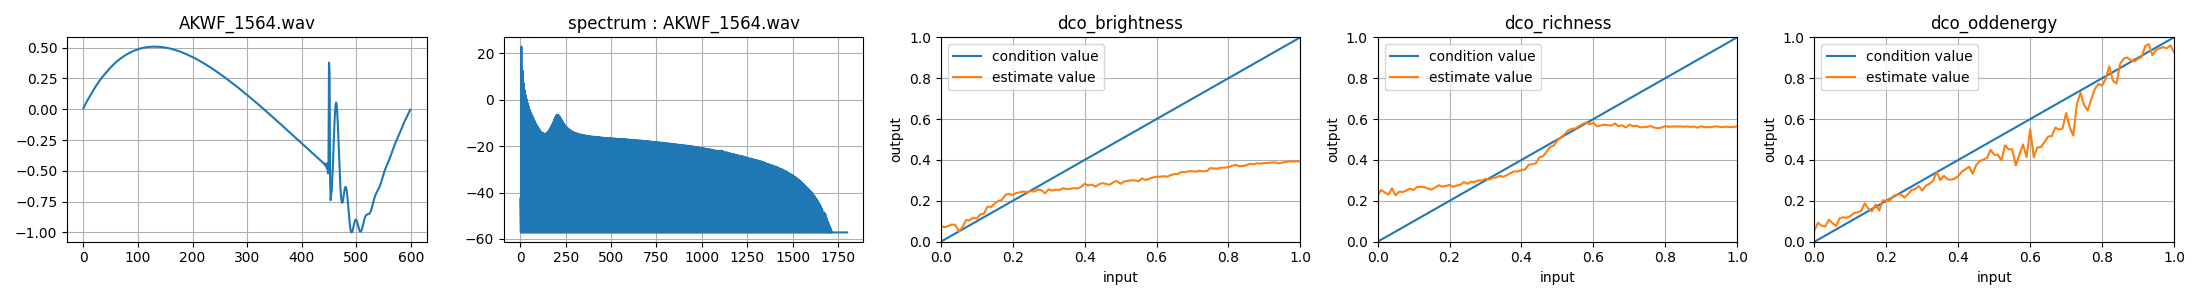 AKWF_1564.wav
0.50
0.25
0.00
−0.25
−0.50
−0.75
−1.00
0 100 200 300 400 500 600
spectrum : AKWF_1564.wav
20
0
−20
−40
−60
0 250 500 750 1000 1250 1500 1750
dco_brightness
condition value
estimate value
output
1.0
0.8
0.6
0.4
0.2
0.0
0.0 0.2 0.4 0.6 0.8 1.0
input
dco_richness
condition value
estimate value
output
1.0
0.8
0.6
0.4
0.2
0.0
0.0 0.2 0.4 0.6 0.8 1.0
input
dco_oddenergy
condition value
estimate value
output
1.0
0.8
0.6
0.4
0.2
0.0
0.0 0.2 0.4 0.6 0.8 1.0
input